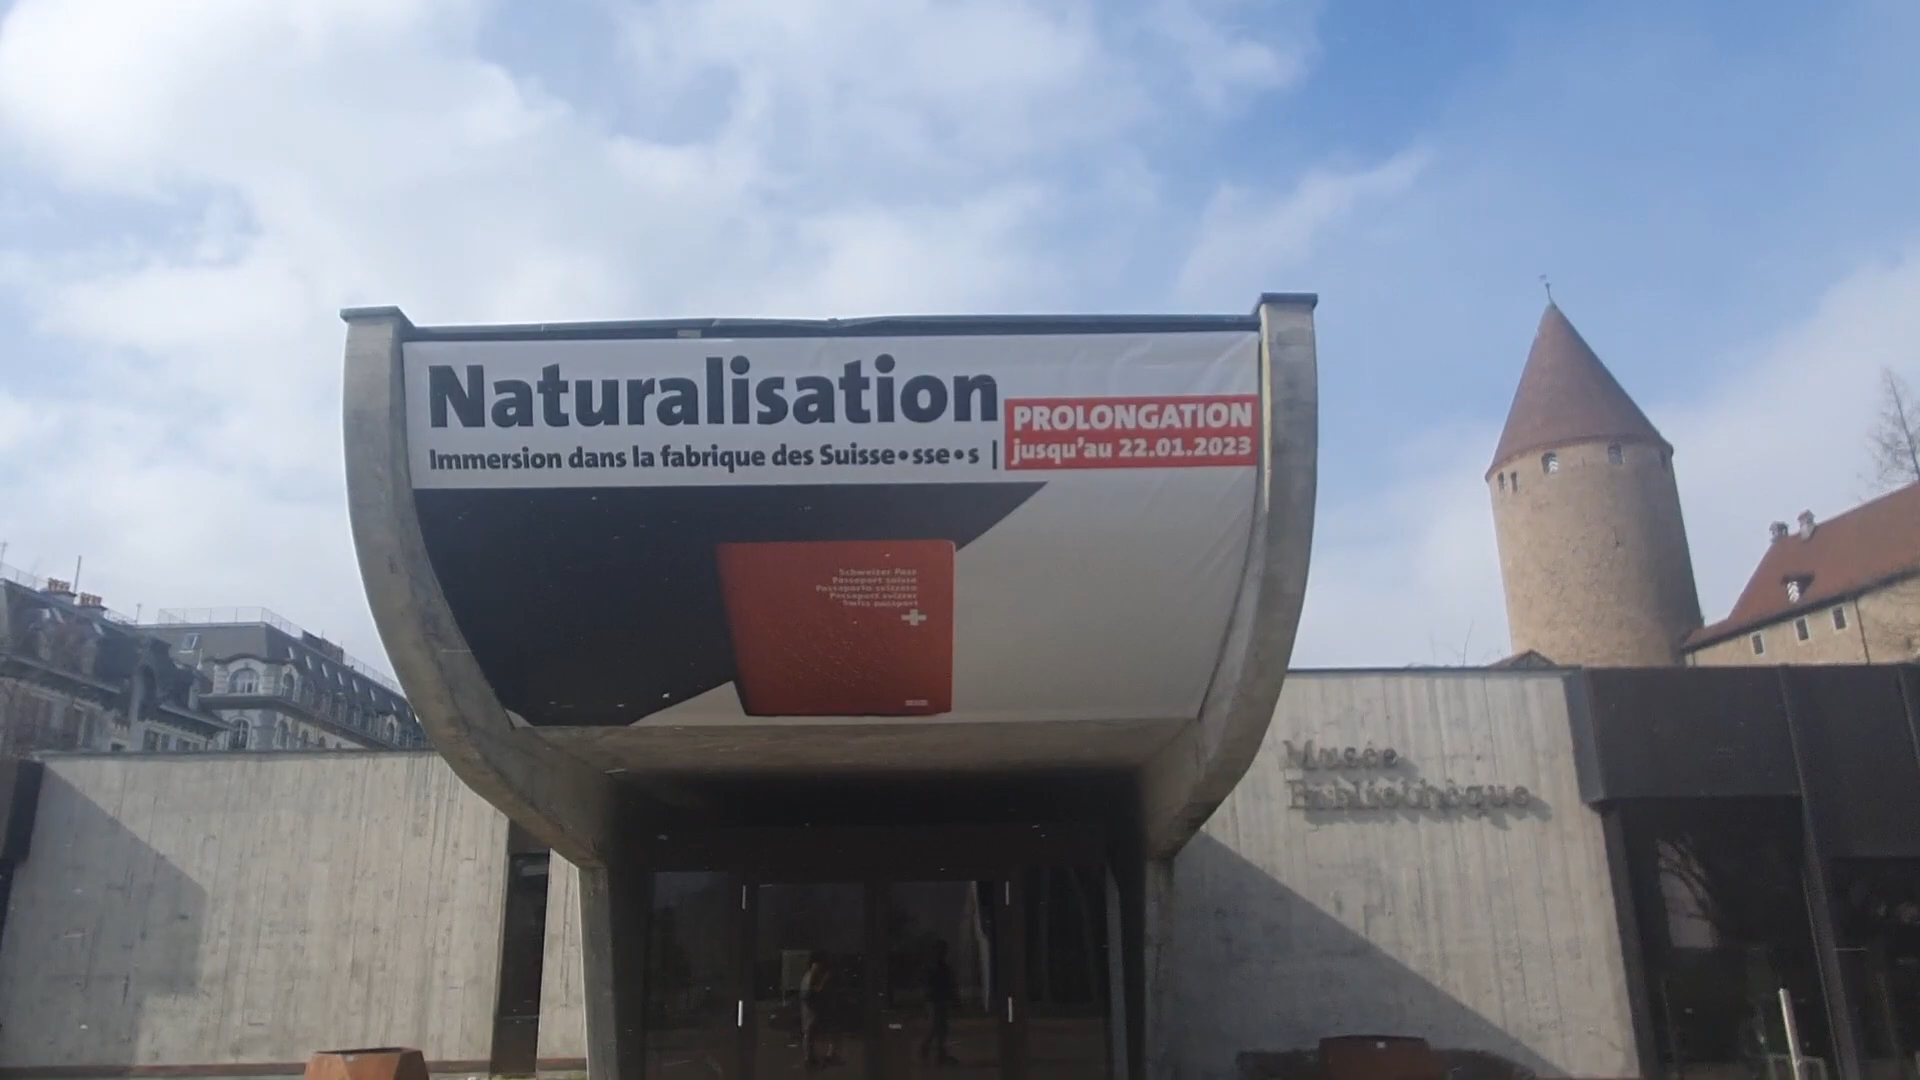 Naturalisation
PROLONGATION
Immersion dans la fabrique des Suisse•sse•s |
jusqu'au 22.01.2023
Schweizer Pass
Passeport suisse
Passaporto svizzero
Passaport svizzer
Swiss passport
Musée
Bibliothèque